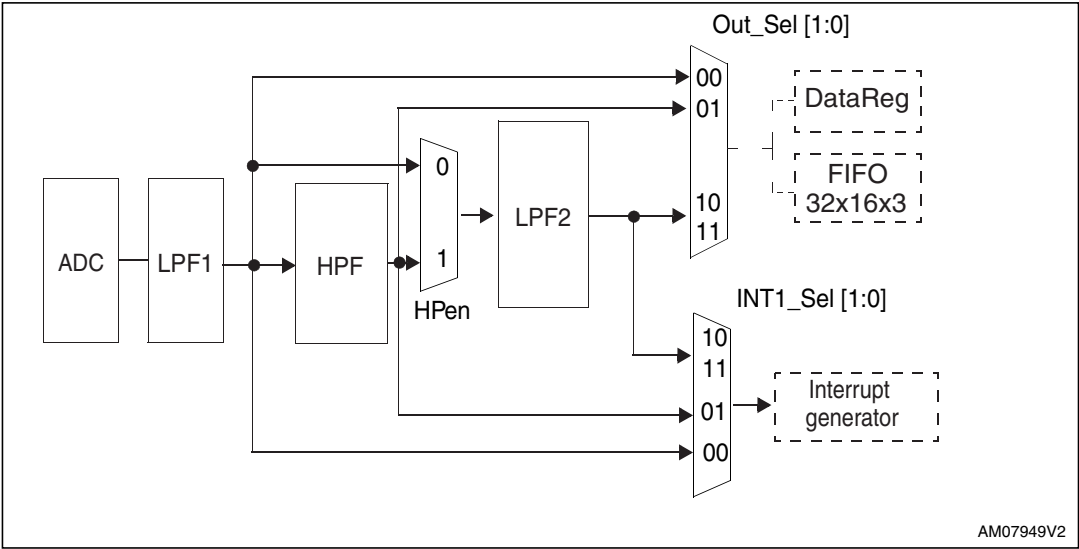 Out_Sel [1:0]
00
01
10
11
DataReg
FIFO
32x16x3
0
1
HPen
ADC
LPF1
HPF
LPF2
INT1_Sel [1:0]
10
11
01
00
Interrupt
generator
AM07949V2